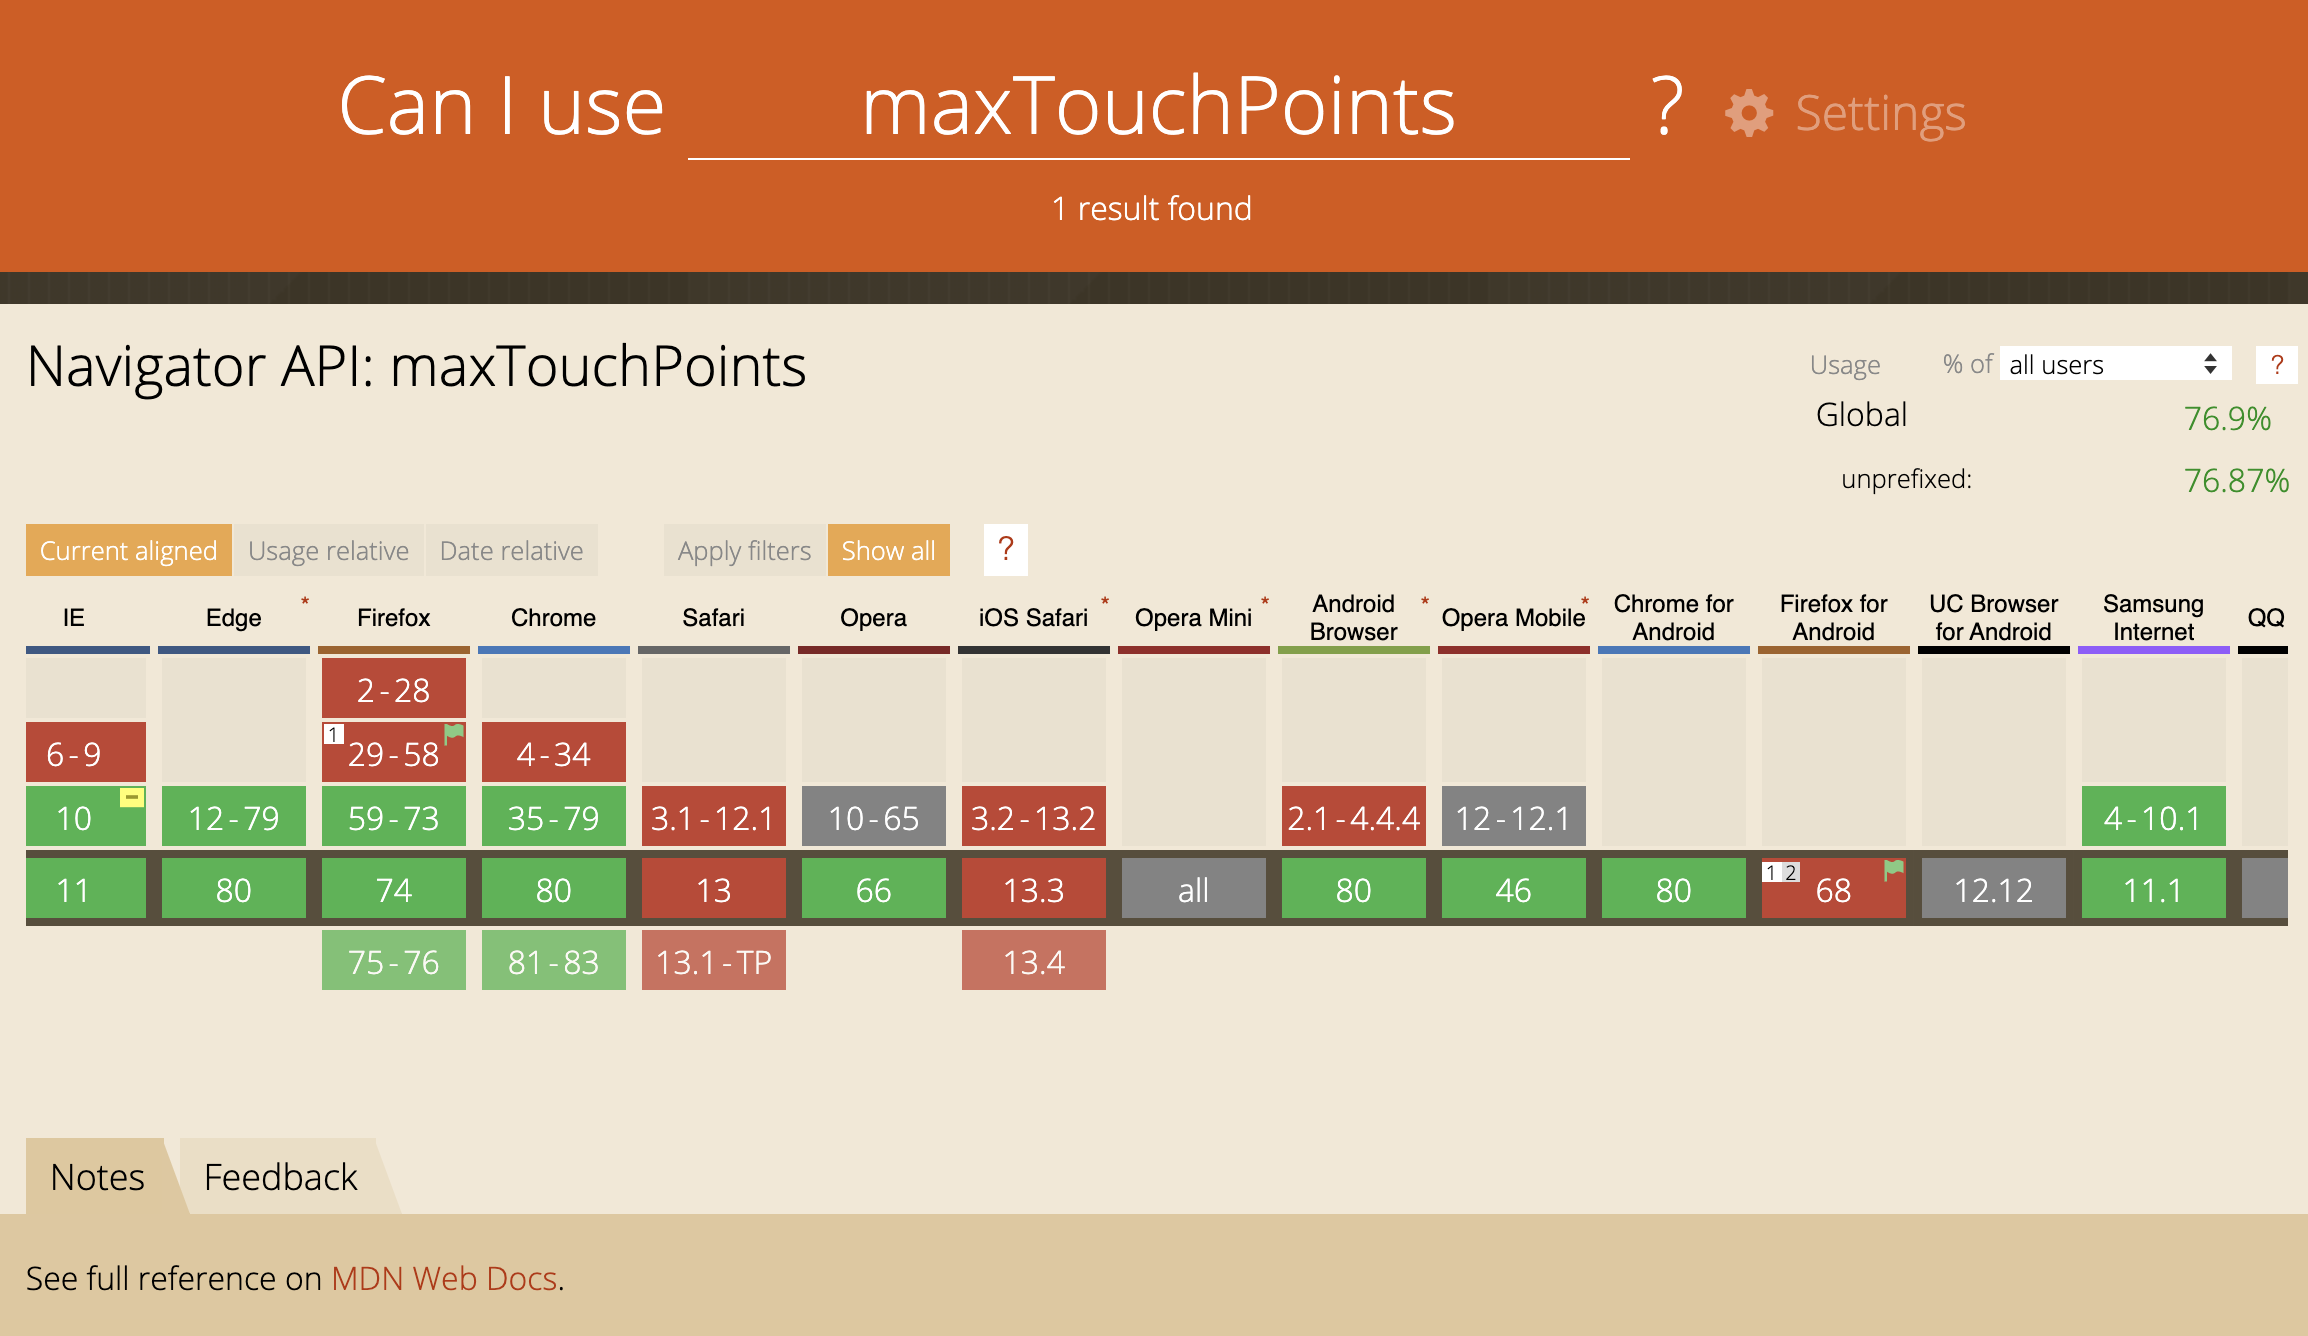 Can I use maxTouchPoints ? Settings
1 result found
Navigator API: maxTouchPoints
Usage % of all users ?
Global 76.9%
unprefixed: 76.87%
Current aligned Usage relative Date relative Apply filters Show all ?
IE Edge * Firefox Chrome Safari Opera iOS Safari * Opera Mini * Android Browser * Opera Mobile * Chrome for Android Firefox for Android UC Browser for Android Samsung Internet QQ
2-28
6-9 1 29-58 4-34
10 12-79 59-73 35-79 3.1-12.1 10-65 3.2-13.2 2.1-4.4.4 12-12.1 4-10.1
11 80 74 80 13 66 13.3 all 80 46 80 1 2 68 12.12 11.1
75-76 81-83 13.1-TP 13.4
Notes Feedback
See full reference on MDN Web Docs.